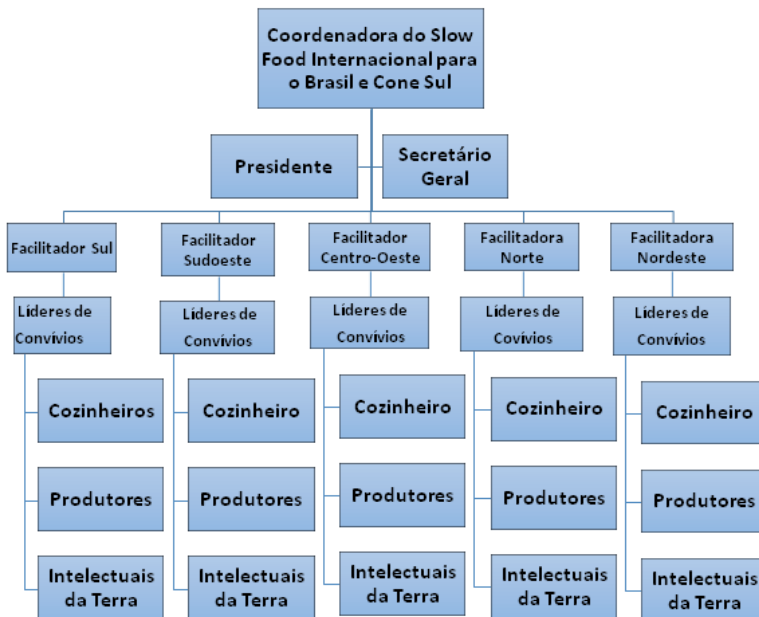 Coordenadora do Slow
Food Internacional para
o Brasil e Cone Sul
Presidente
Secretário
Geral
Facilitador Sul
Facilitador
Sudoeste
Facilitador
Centro-Oeste
Facilitadora
Norte
Facilitadora
Nordeste
Líderes de
Convívios
Líderes de
Convívios
Líderes de
Convívios
Líderes de
Covívios
Líderes de
Convívios
Cozinheiros
Cozinheiro
Cozinheiro
Cozinheiro
Cozinheiro
Produtores
Produtores
Produtores
Produtores
Produtores
Intelectuais
da Terra
Intelectuais
da Terra
Intelectuais
da Terra
Intelectuais
da Terra
Intelectuais
da Terra